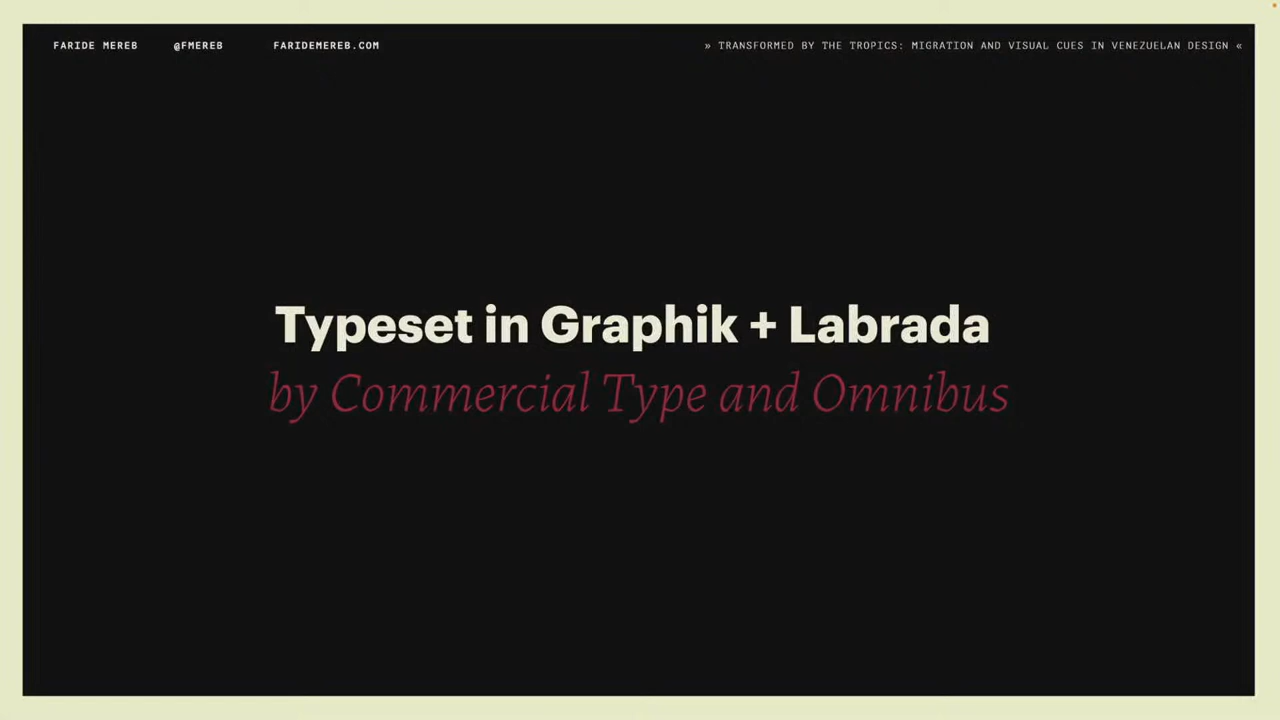 FARIDE MEREB @FMEREB FARIDEMEREB.COM » TRANSFORMED BY THE TROPICS: MIGRATION AND VISUAL CUES IN VENEZUELAN DESIGN «
Typeset in Graphik + Labrada
by Commercial Type and Omnibus